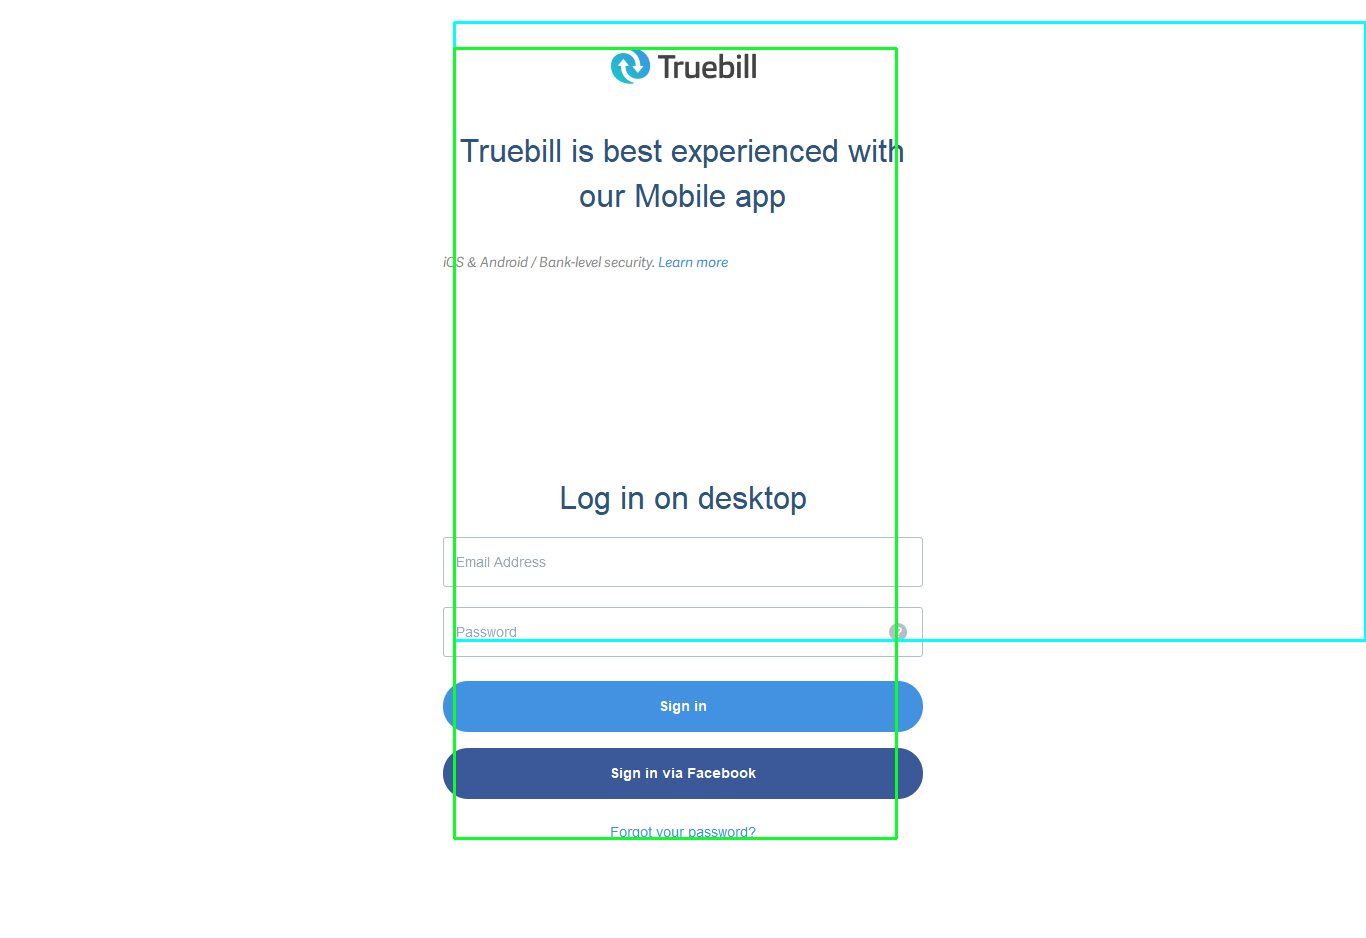 Truebill
Truebill is best experienced with
our Mobile app
iOS & Android / Bank-level security. Learn more
Log in on desktop
Email Address
Password
?
Sign in
Sign in via Facebook
Forgot your password?